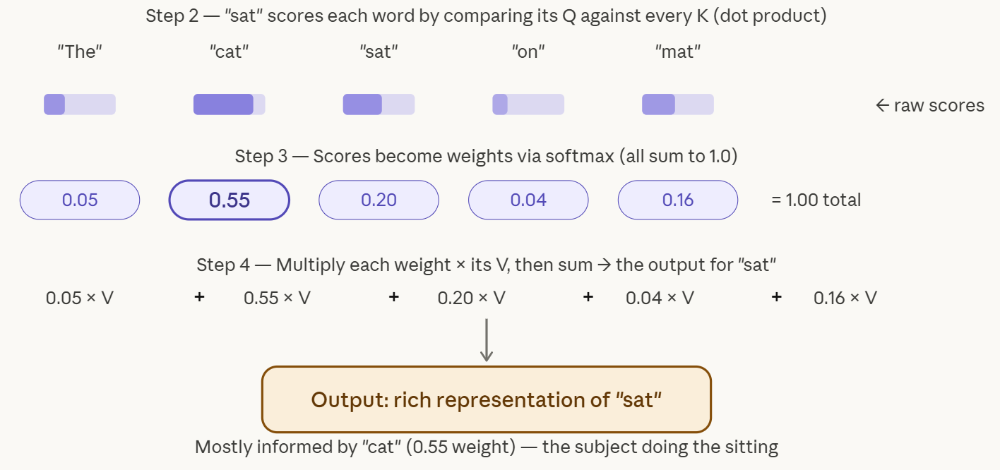 Step 2 — "sat" scores each word by comparing its Q against every K (dot product)
"The" "cat" "sat" "on" "mat"
← raw scores
Step 3 — Scores become weights via softmax (all sum to 1.0)
0.05 0.55 0.20 0.04 0.16 = 1.00 total
Step 4 — Multiply each weight × its V, then sum → the output for "sat"
0.05 × V + 0.55 × V + 0.20 × V + 0.04 × V + 0.16 × V
Output: rich representation of "sat"
Mostly informed by "cat" (0.55 weight) — the subject doing the sitting